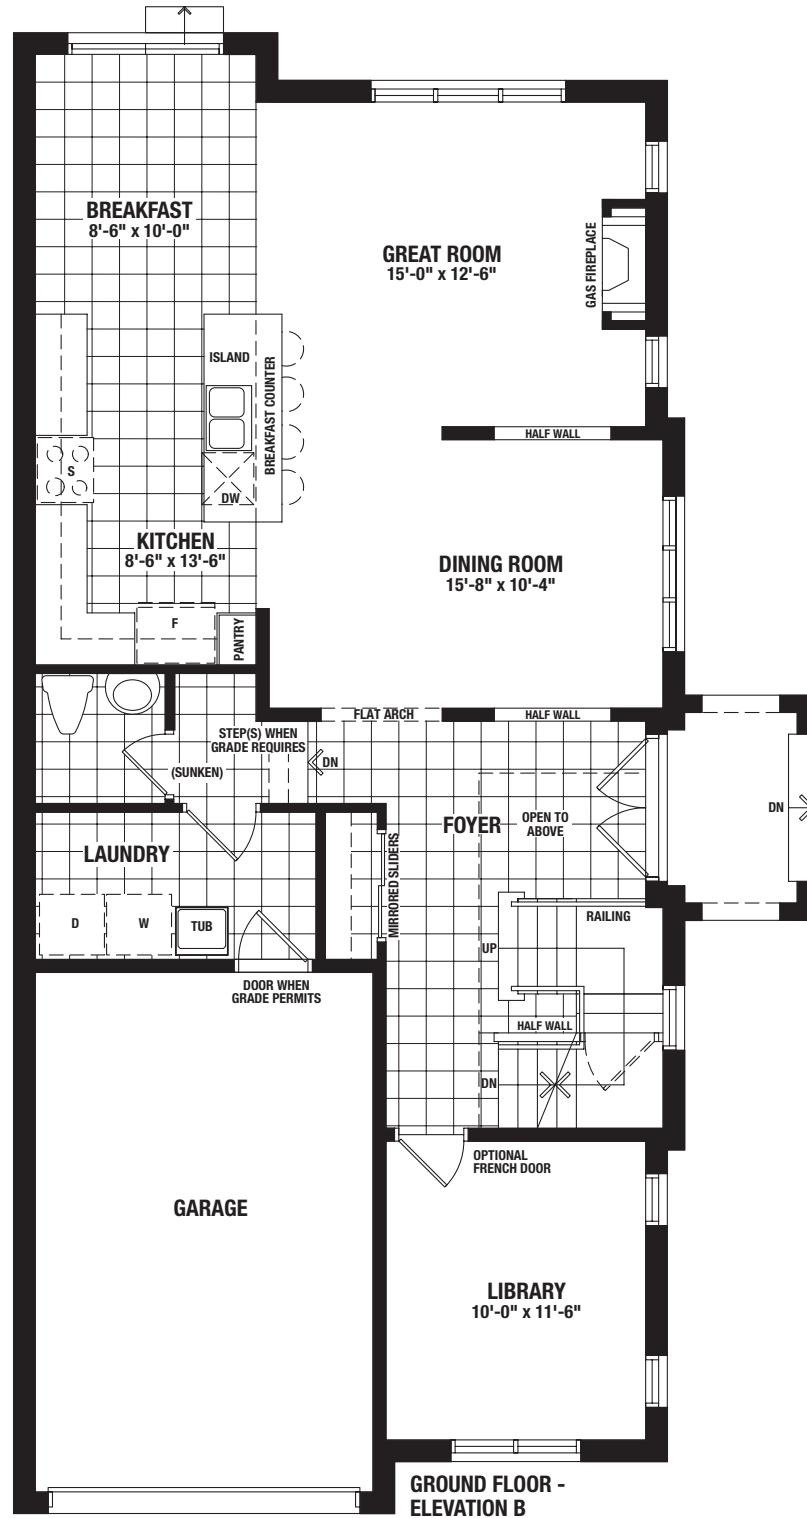 BREAKFAST
8'-6" x 10'-0"
GREAT ROOM
15'-0" x 12'-6"
GAS FIREPLACE
ISLAND
BREAKFAST COUNTER
HALF WALL
S
DW
KITCHEN
8'-6" x 13'-6"
DINING ROOM
15'-8" x 10'-4"
F
PANTRY
FLAT ARCH
HALF WALL
STEP(S) WHEN
GRADE REQUIRES
DN
(SUNKEN)
DN
FOYER
OPEN TO
ABOVE
LAUNDRY
MIRRORED SLIDERS
D
W
TUB
RAILING
UP
DOOR WHEN
GRADE PERMITS
HALF WALL
DN
OPTIONAL
FRENCH DOOR
GARAGE
LIBRARY
10'-0" x 11'-6"
GROUND FLOOR -
ELEVATION B